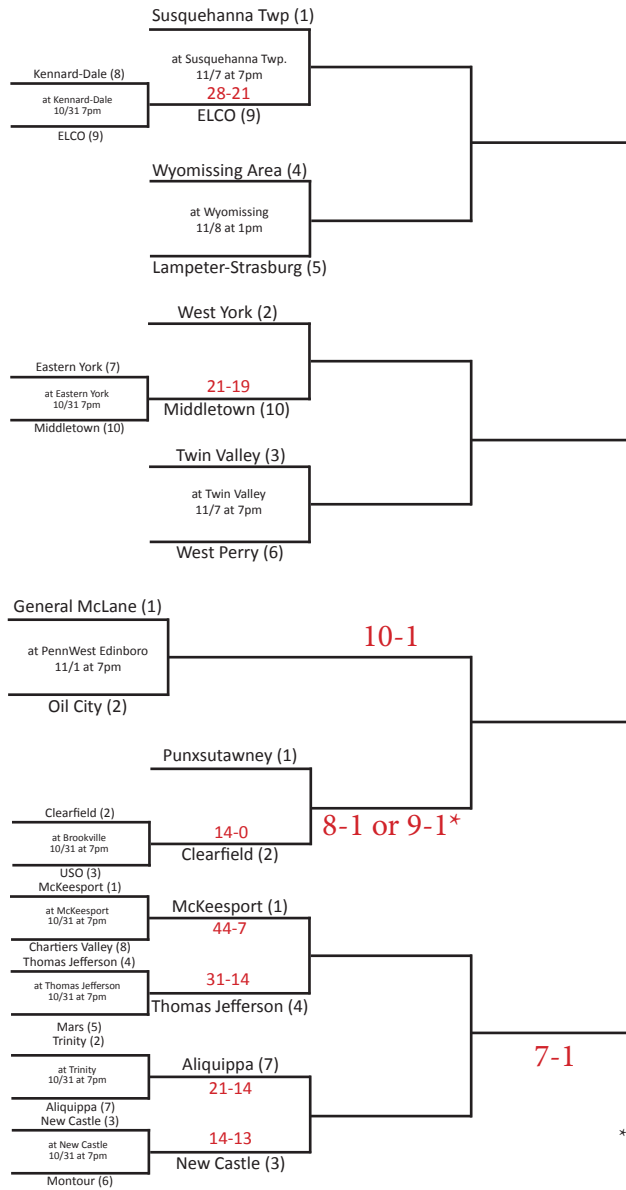 Susquehanna Twp (1)
at Susquehanna Twp.
11/7 at 7pm
Kennard-Dale (8)
at Kennard-Dale
10/31 7pm
ELCO (9)
28-21
ELCO (9)
Wyomissing Area (4)
at Wyomissing
11/8 at 1pm
Lampeter-Strasburg (5)
West York (2)
Eastern York (7)
at Eastern York
10/31 7pm
Middletown (10)
21-19
Middletown (10)
Twin Valley (3)
at Twin Valley
11/7 at 7pm
West Perry (6)
General McLane (1)
at PennWest Edinboro
11/1 at 7pm
Oil City (2)
10-1
Punxsutawney (1)
Clearfield (2)
at Brookville
10/31 at 7pm
USO (3)
14-0
Clearfield (2)
8-1 or 9-1*
McKeesport (1)
at McKeesport
10/31 at 7pm
Chartiers Valley (8)
McKeesport (1)
44-7
Thomas Jefferson (4)
at Thomas Jefferson
10/31 at 7pm
Mars (5)
31-14
Thomas Jefferson (4)
Trinity (2)
at Trinity
10/31 at 7pm
Aliquippa (7)
Aliquippa (7)
21-14
New Castle (3)
at New Castle
10/31 at 7pm
Montour (6)
14-13
New Castle (3)
7-1
*